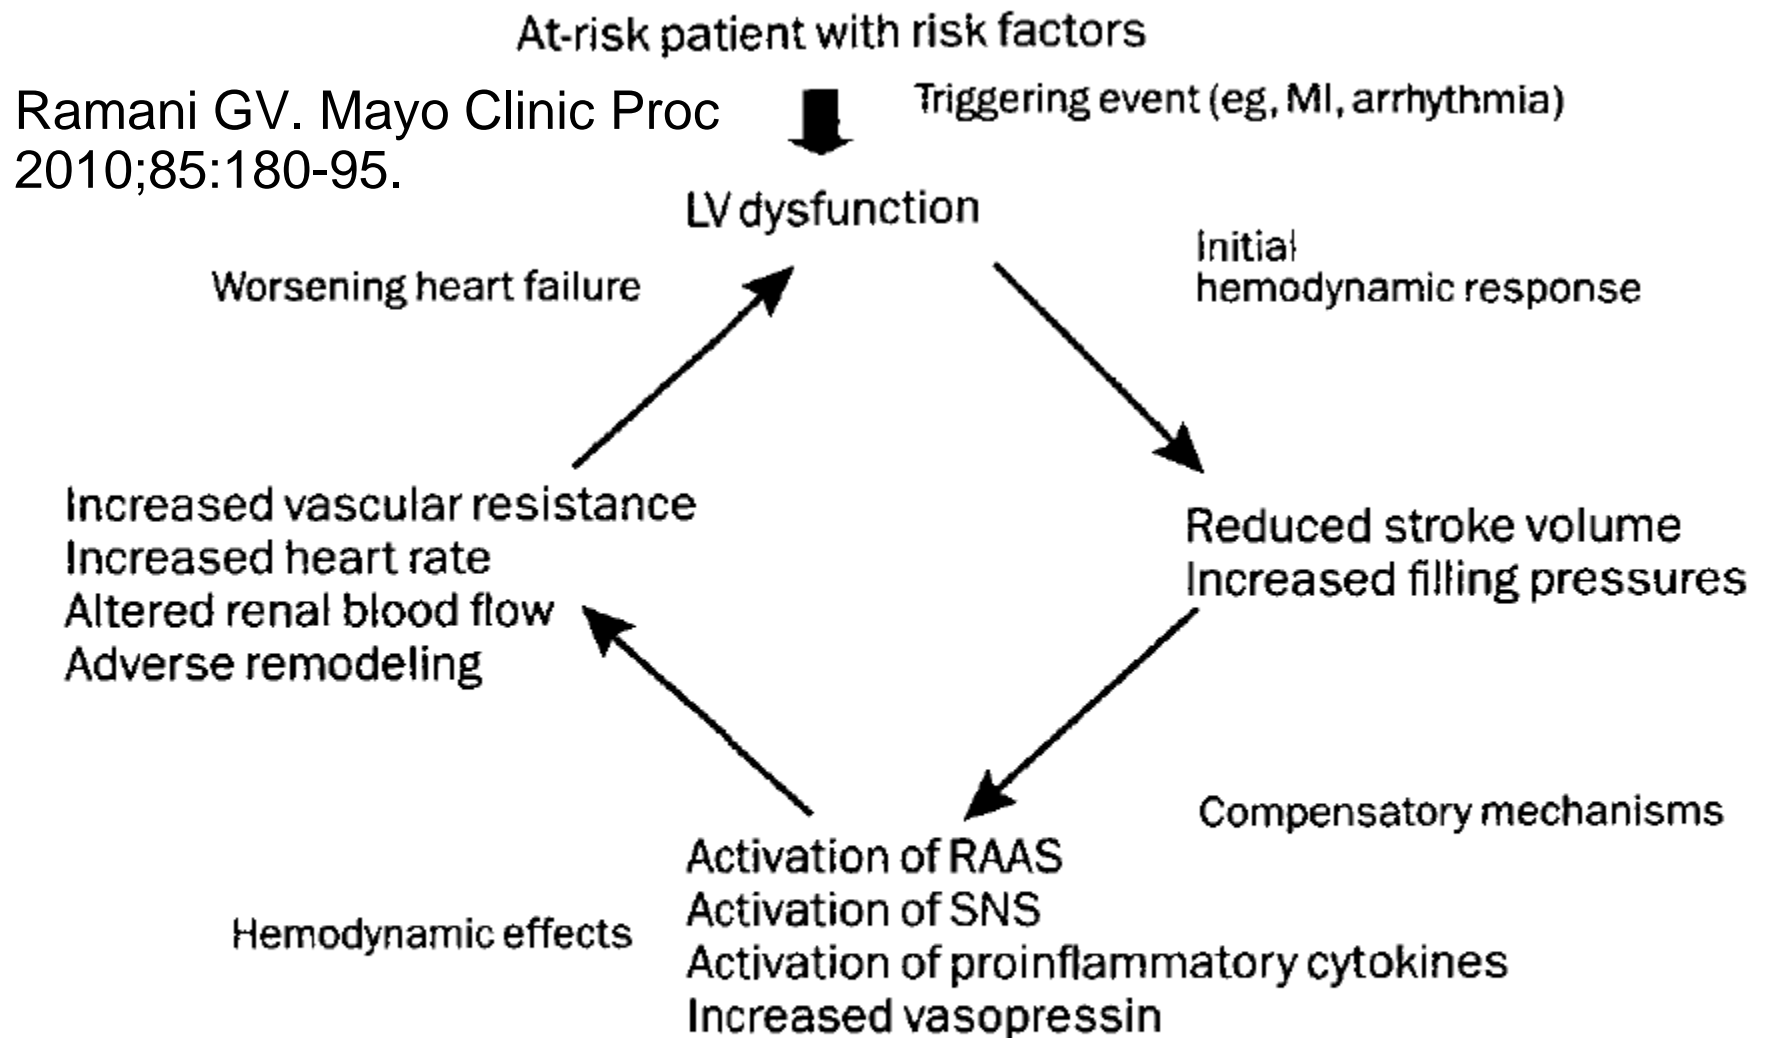 At-risk patient with risk factors
Ramani GV. Mayo Clinic Proc
2010;85:180-95.
Triggering event (eg, MI, arrhythmia)
LV dysfunction
Initial
hemodynamic response
Worsening heart failure
Increased vascular resistance
Increased heart rate
Altered renal blood flow
Adverse remodeling
Reduced stroke volume
Increased filling pressures
Compensatory mechanisms
Activation of RAAS
Activation of SNS
Activation of proinflammatory cytokines
Increased vasopressin
Hemodynamic effects